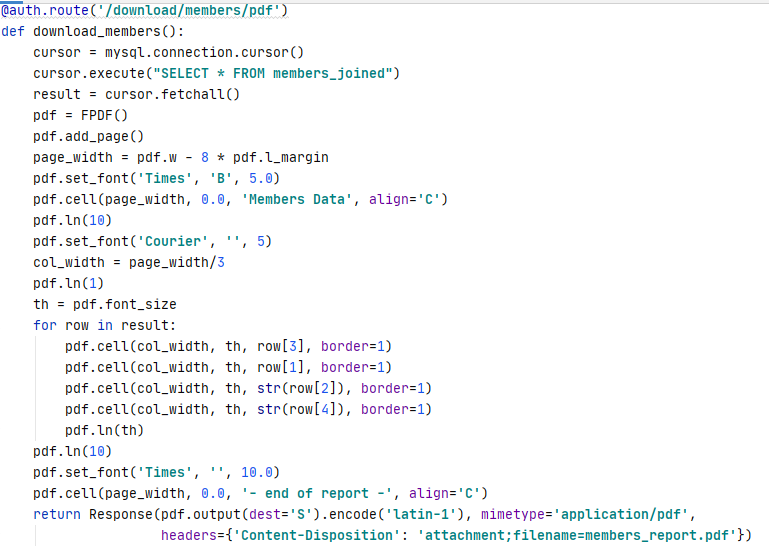 @auth.route('/download/members/pdf')
def download_members():
    cursor = mysql.connection.cursor()
    cursor.execute("SELECT * FROM members_joined")
    result = cursor.fetchall()
    pdf = FPDF()
    pdf.add_page()
    page_width = pdf.w - 8 * pdf.l_margin
    pdf.set_font('Times', 'B', 5.0)
    pdf.cell(page_width, 0.0, 'Members Data', align='C')
    pdf.ln(10)
    pdf.set_font('Courier', '', 5)
    col_width = page_width/3
    pdf.ln(1)
    th = pdf.font_size
    for row in result:
        pdf.cell(col_width, th, row[3], border=1)
        pdf.cell(col_width, th, row[1], border=1)
        pdf.cell(col_width, th, str(row[2]), border=1)
        pdf.cell(col_width, th, str(row[4]), border=1)
        pdf.ln(th)
    pdf.ln(10)
    pdf.set_font('Times', '', 10.0)
    pdf.cell(page_width, 0.0, '- end of report -', align='C')
    return Response(pdf.output(dest='S').encode('latin-1'), mimetype='application/pdf',
                    headers={'Content-Disposition': 'attachment;filename=members_report.pdf'})